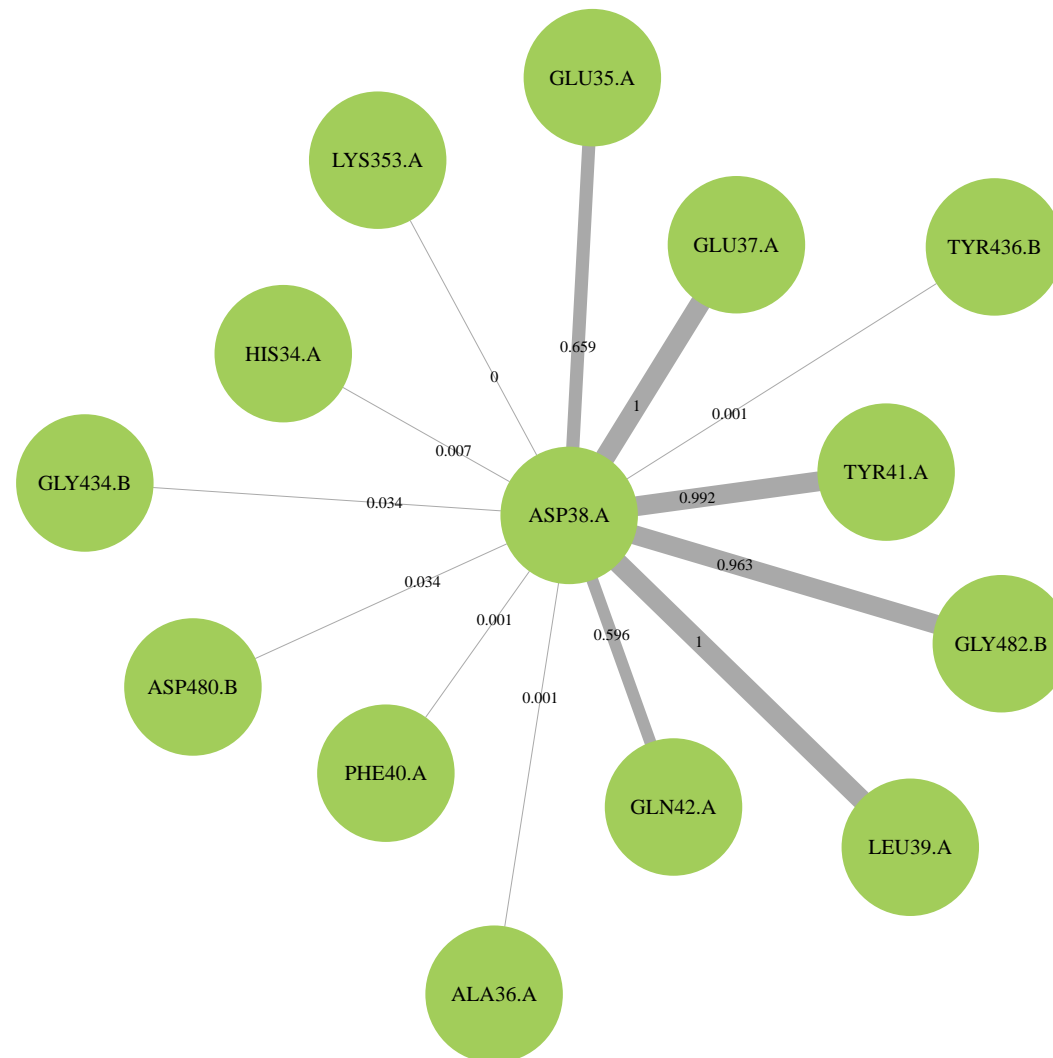 GLU35.A
LYS353.A
GLU37.A
TYR436.B
HIS34.A
0.659
0
1
0.001
0.007
TYR41.A
GLY434.B
0.034
0.992
ASP38.A
0.963
0.034
0.001
0.596
1
GLY482.B
ASP480.B
0.001
PHE40.A
GLN42.A
LEU39.A
ALA36.A